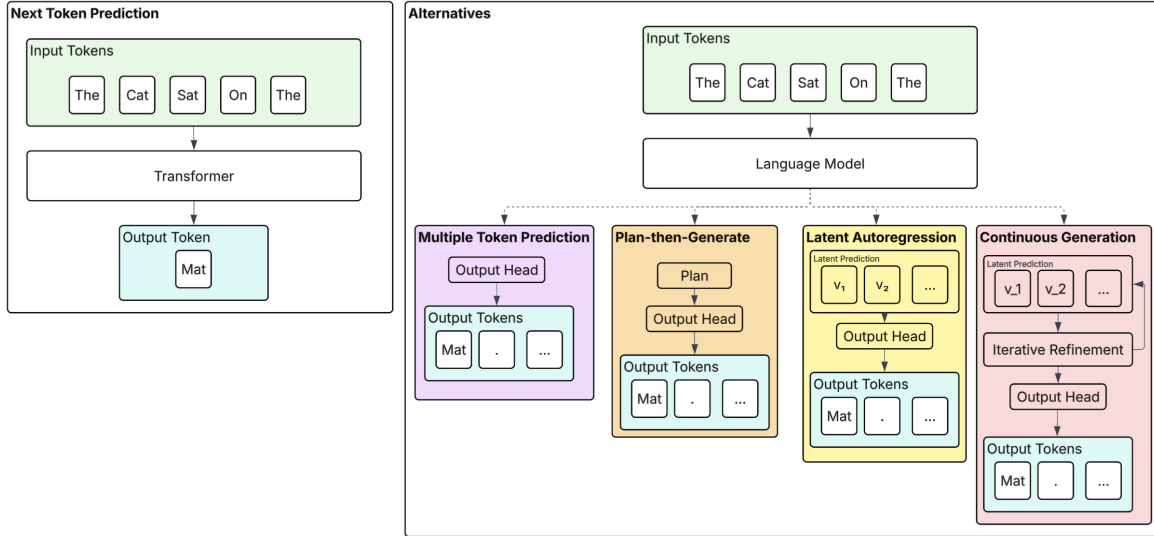 Next Token Prediction
Input Tokens
The Cat Sat On The
Transformer
Output Token
Mat
Alternatives
Input Tokens
The Cat Sat On The
Language Model
Multiple Token Prediction
Output Head
Output Tokens
Mat . ...
Plan-then-Generate
Plan
Output Head
Output Tokens
Mat . ...
Latent Autoregression
Latent Prediction
v₁ v₂ ...
Output Head
Output Tokens
Mat . ...
Continuous Generation
Latent Prediction
v_1 v_2 ...
Iterative Refinement
Output Head
Output Tokens
Mat . ...